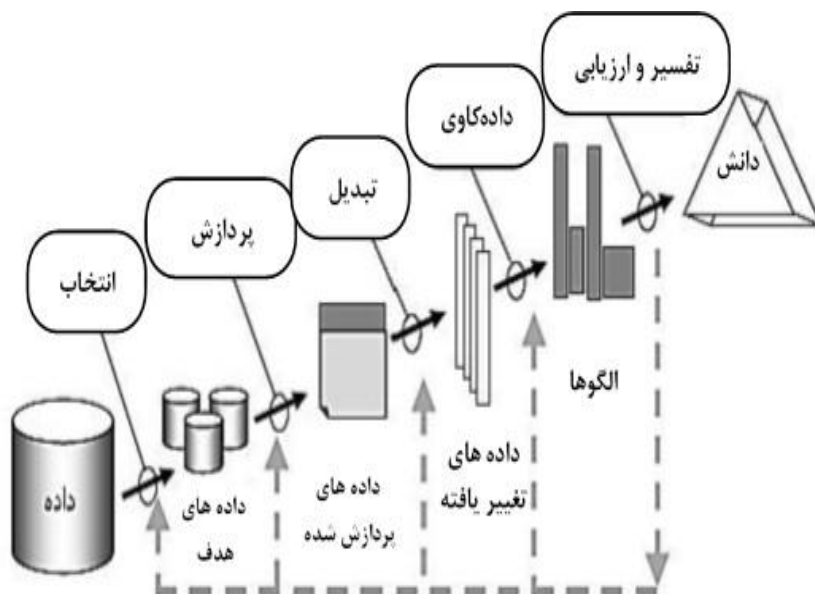 تفسیر و ارزیابی
داده‌کاوی
تبدیل
پردازش
انتخاب
دانش
الگوها
داده های
تغییر یافته
داده های
پردازش شده
داده های
هدف
داده